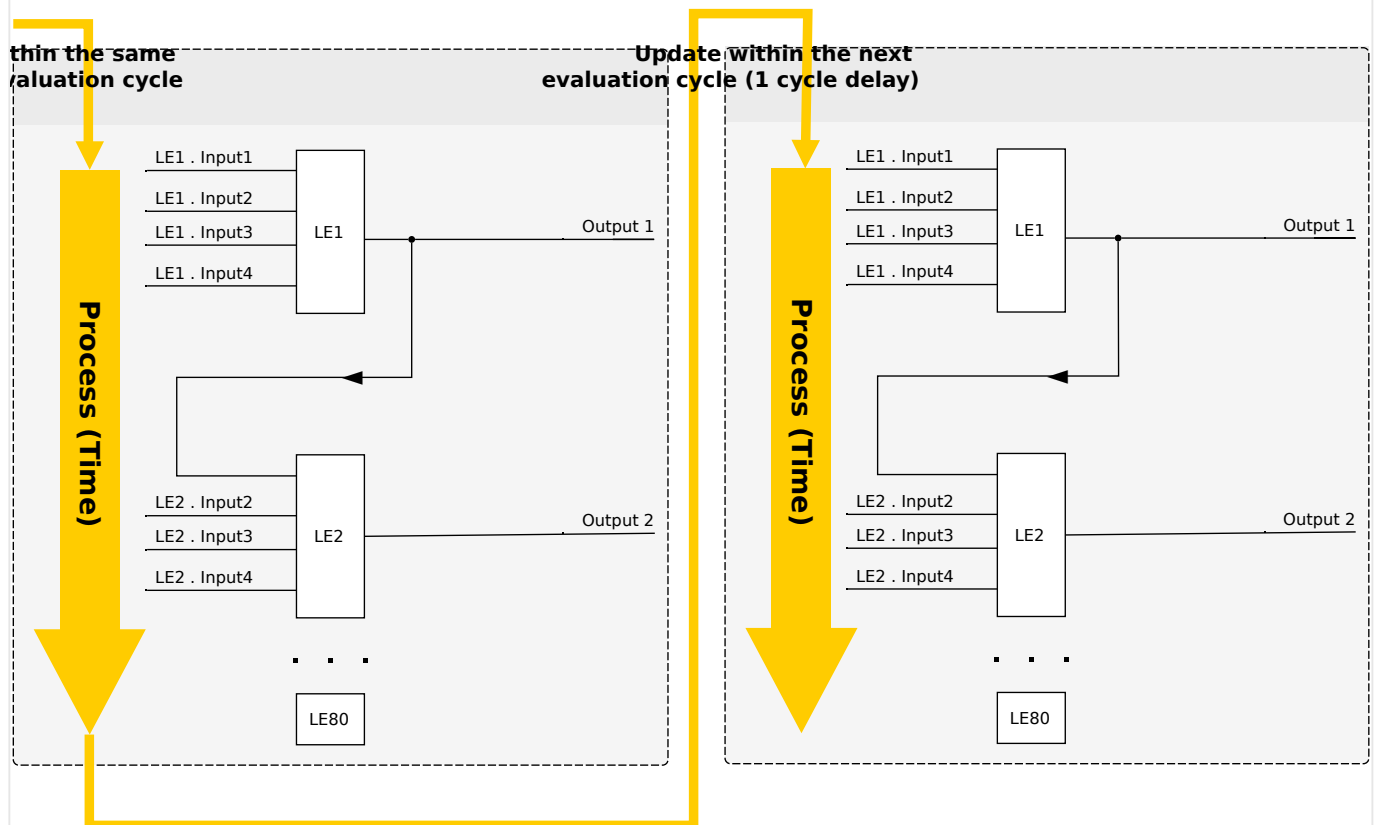 thin the same
valuation cycle
LE1 . Input1
LE1 . Input2
LE1 . Input3
LE1 . Input4
LE1
Output 1
Process (Time)
LE2 . Input2
LE2 . Input3
LE2 . Input4
LE2
Output 2
LE80
Update within the next
evaluation cycle (1 cycle delay)
LE1 . Input1
LE1 . Input2
LE1 . Input3
LE1 . Input4
LE1
Output 1
Process (Time)
LE2 . Input2
LE2 . Input3
LE2 . Input4
LE2
Output 2
LE80